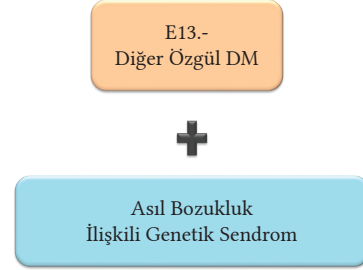 E13.-
Diğer Özgül DM
Asıl Bozukluk
İlişkili Genetik Sendrom